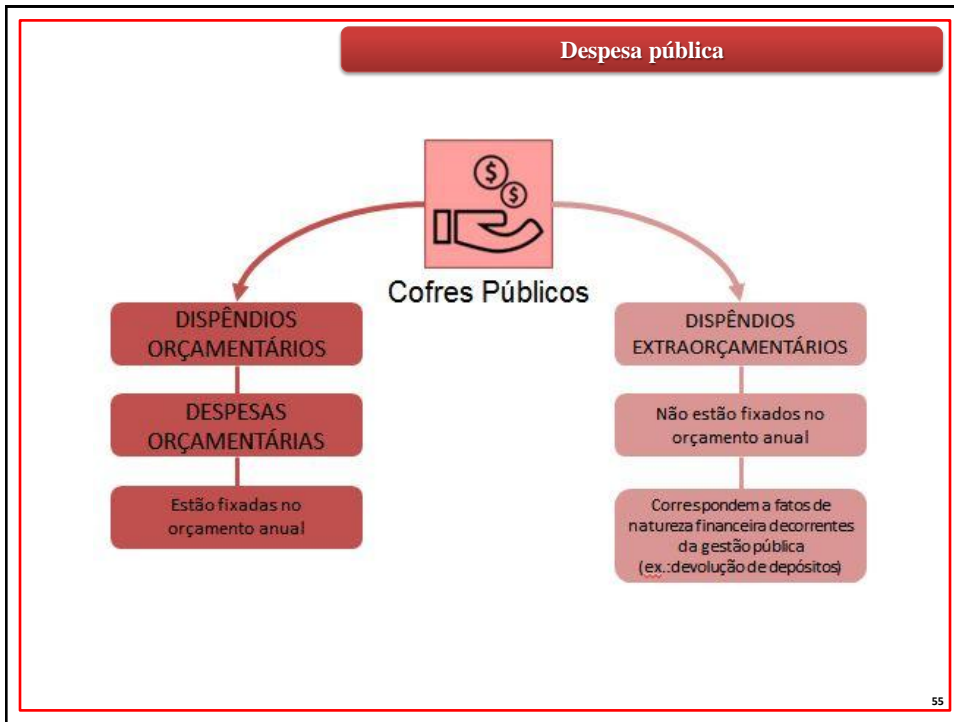 Despesa pública
Cofres Públicos
DISPÊNDIOS
ORÇAMENTÁRIOS
DESPESAS
ORÇAMENTÁRIAS
Estão fixadas no
orçamento anual
DISPÊNDIOS
EXTRAORÇAMENTÁRIOS
Não estão fixados no
orçamento anual
Correspondem a fatos de
natureza financeira decorrentes
da gestão pública
(ex.:devolução de depósitos)
55